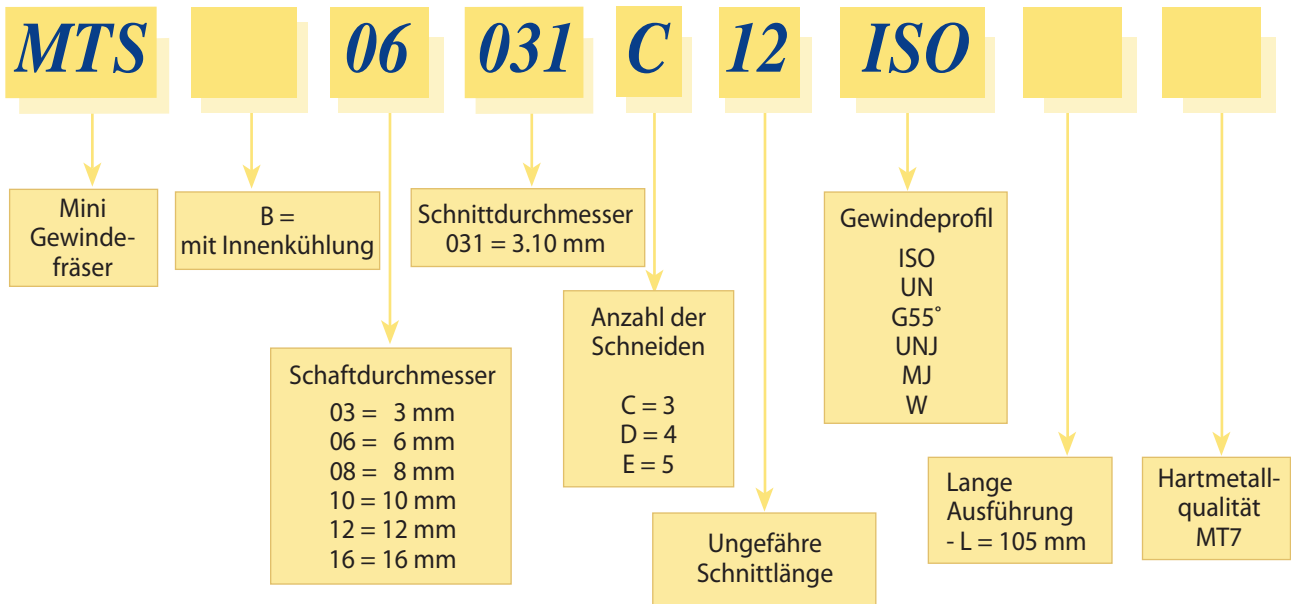 MTS 06 031 C 12 ISO
Mini
Gewinde-
fräser
B =
mit Innenkühlung
Schaftdurchmesser
03 = 3 mm
06 = 6 mm
08 = 8 mm
10 = 10 mm
12 = 12 mm
16 = 16 mm
Schnittdurchmesser
031 = 3.10 mm
Anzahl der
Schneiden
C = 3
D = 4
E = 5
Ungefähre
Schnittlänge
Gewindeprofil
ISO
UN
G55°
UNJ
MJ
W
Lange
Ausführung
- L = 105 mm
Hartmetall-
qualität
MT7